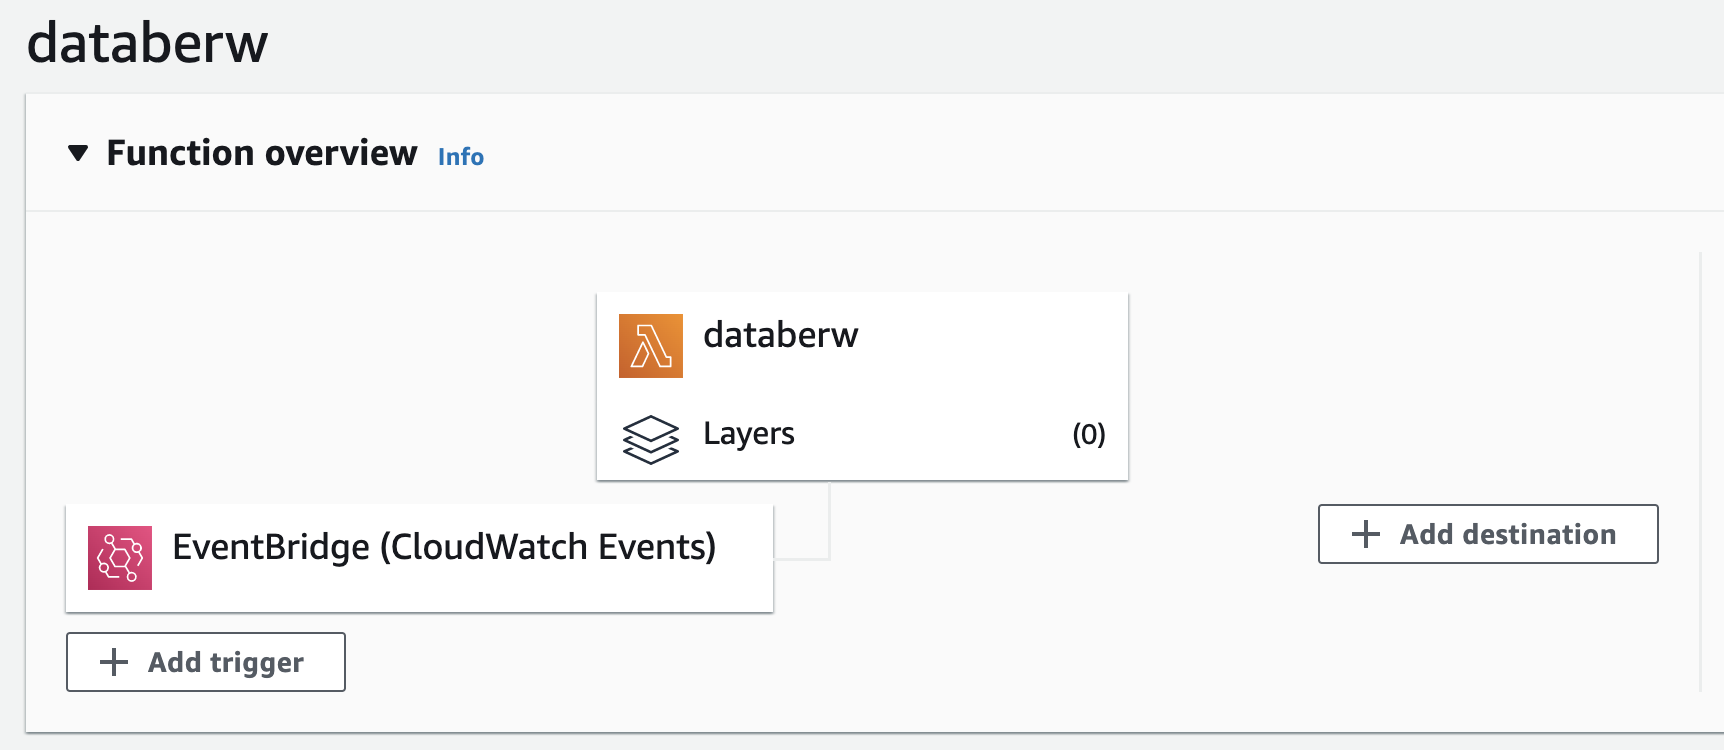 databerw
Function overview Info
databerw
Layers (0)
EventBridge (CloudWatch Events)
Add destination
Add trigger